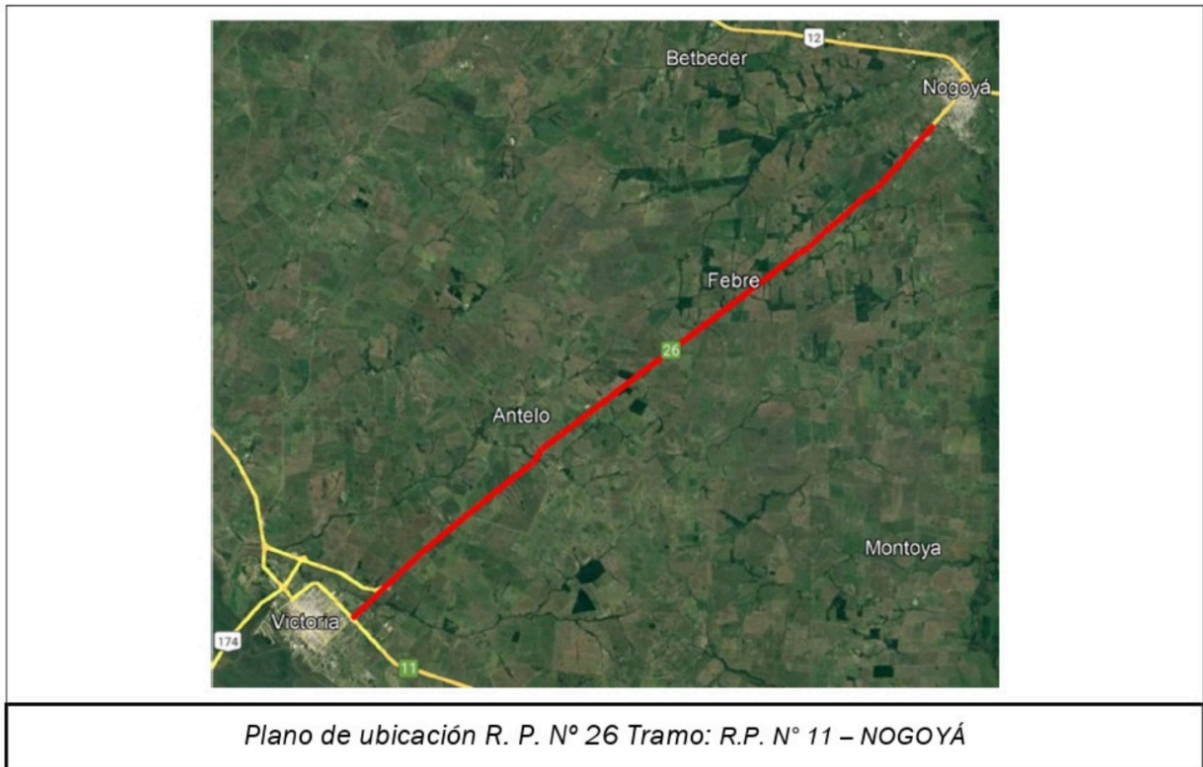 12
Betbeder
Nogoyá
Febre
26
Antelo
Montoya
Victoria
174
11
Plano de ubicación R. P. Nº 26 Tramo: R.P. N° 11 – NOGOYÁ